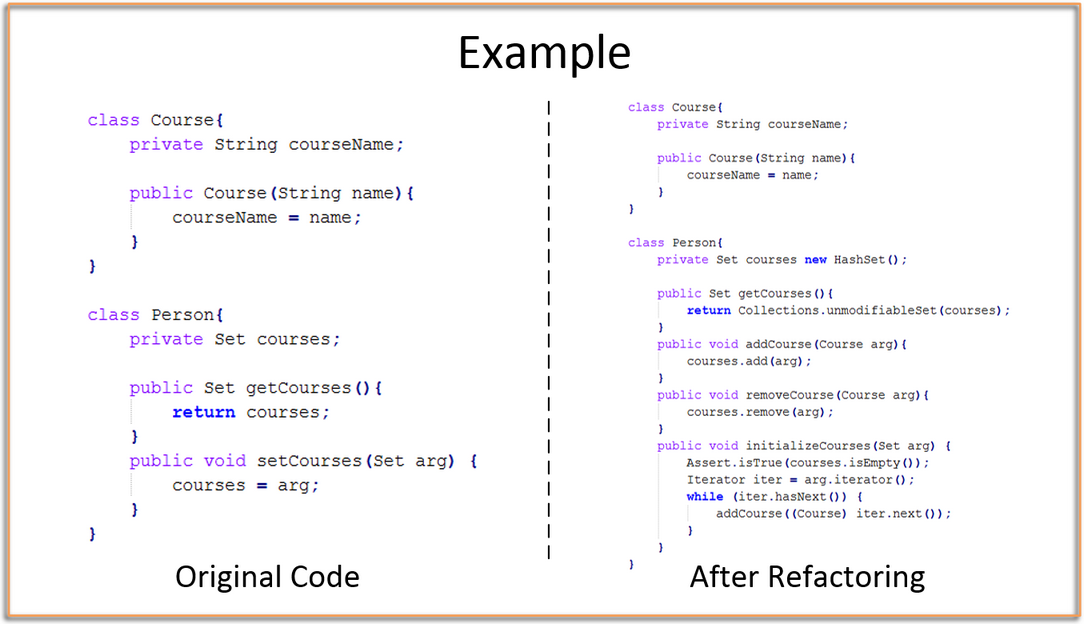 Example
class Course{
private String courseName;
public Course(String name){
courseName = name;
}
}
class Person{
private Set courses;
public Set getCourses(){
return courses;
}
public void setCourses(Set arg) {
courses = arg;
}
}
Original Code
class Course{
private String courseName;
public Course(String name){
courseName = name;
}
}
class Person{
private Set courses new HashSet();
public Set getCourses(){
return Collections.unmodifiableSet(courses);
}
public void addCourse(Course arg){
courses.add(arg);
}
public void removeCourse(Course arg){
courses.remove(arg);
}
public void initializeCourses(Set arg) {
Assert.isTrue(courses.isEmpty());
Iterator iter = arg.iterator();
while (iter.hasNext()) {
addCourse((Course) iter.next());
}
}
}
After Refactoring